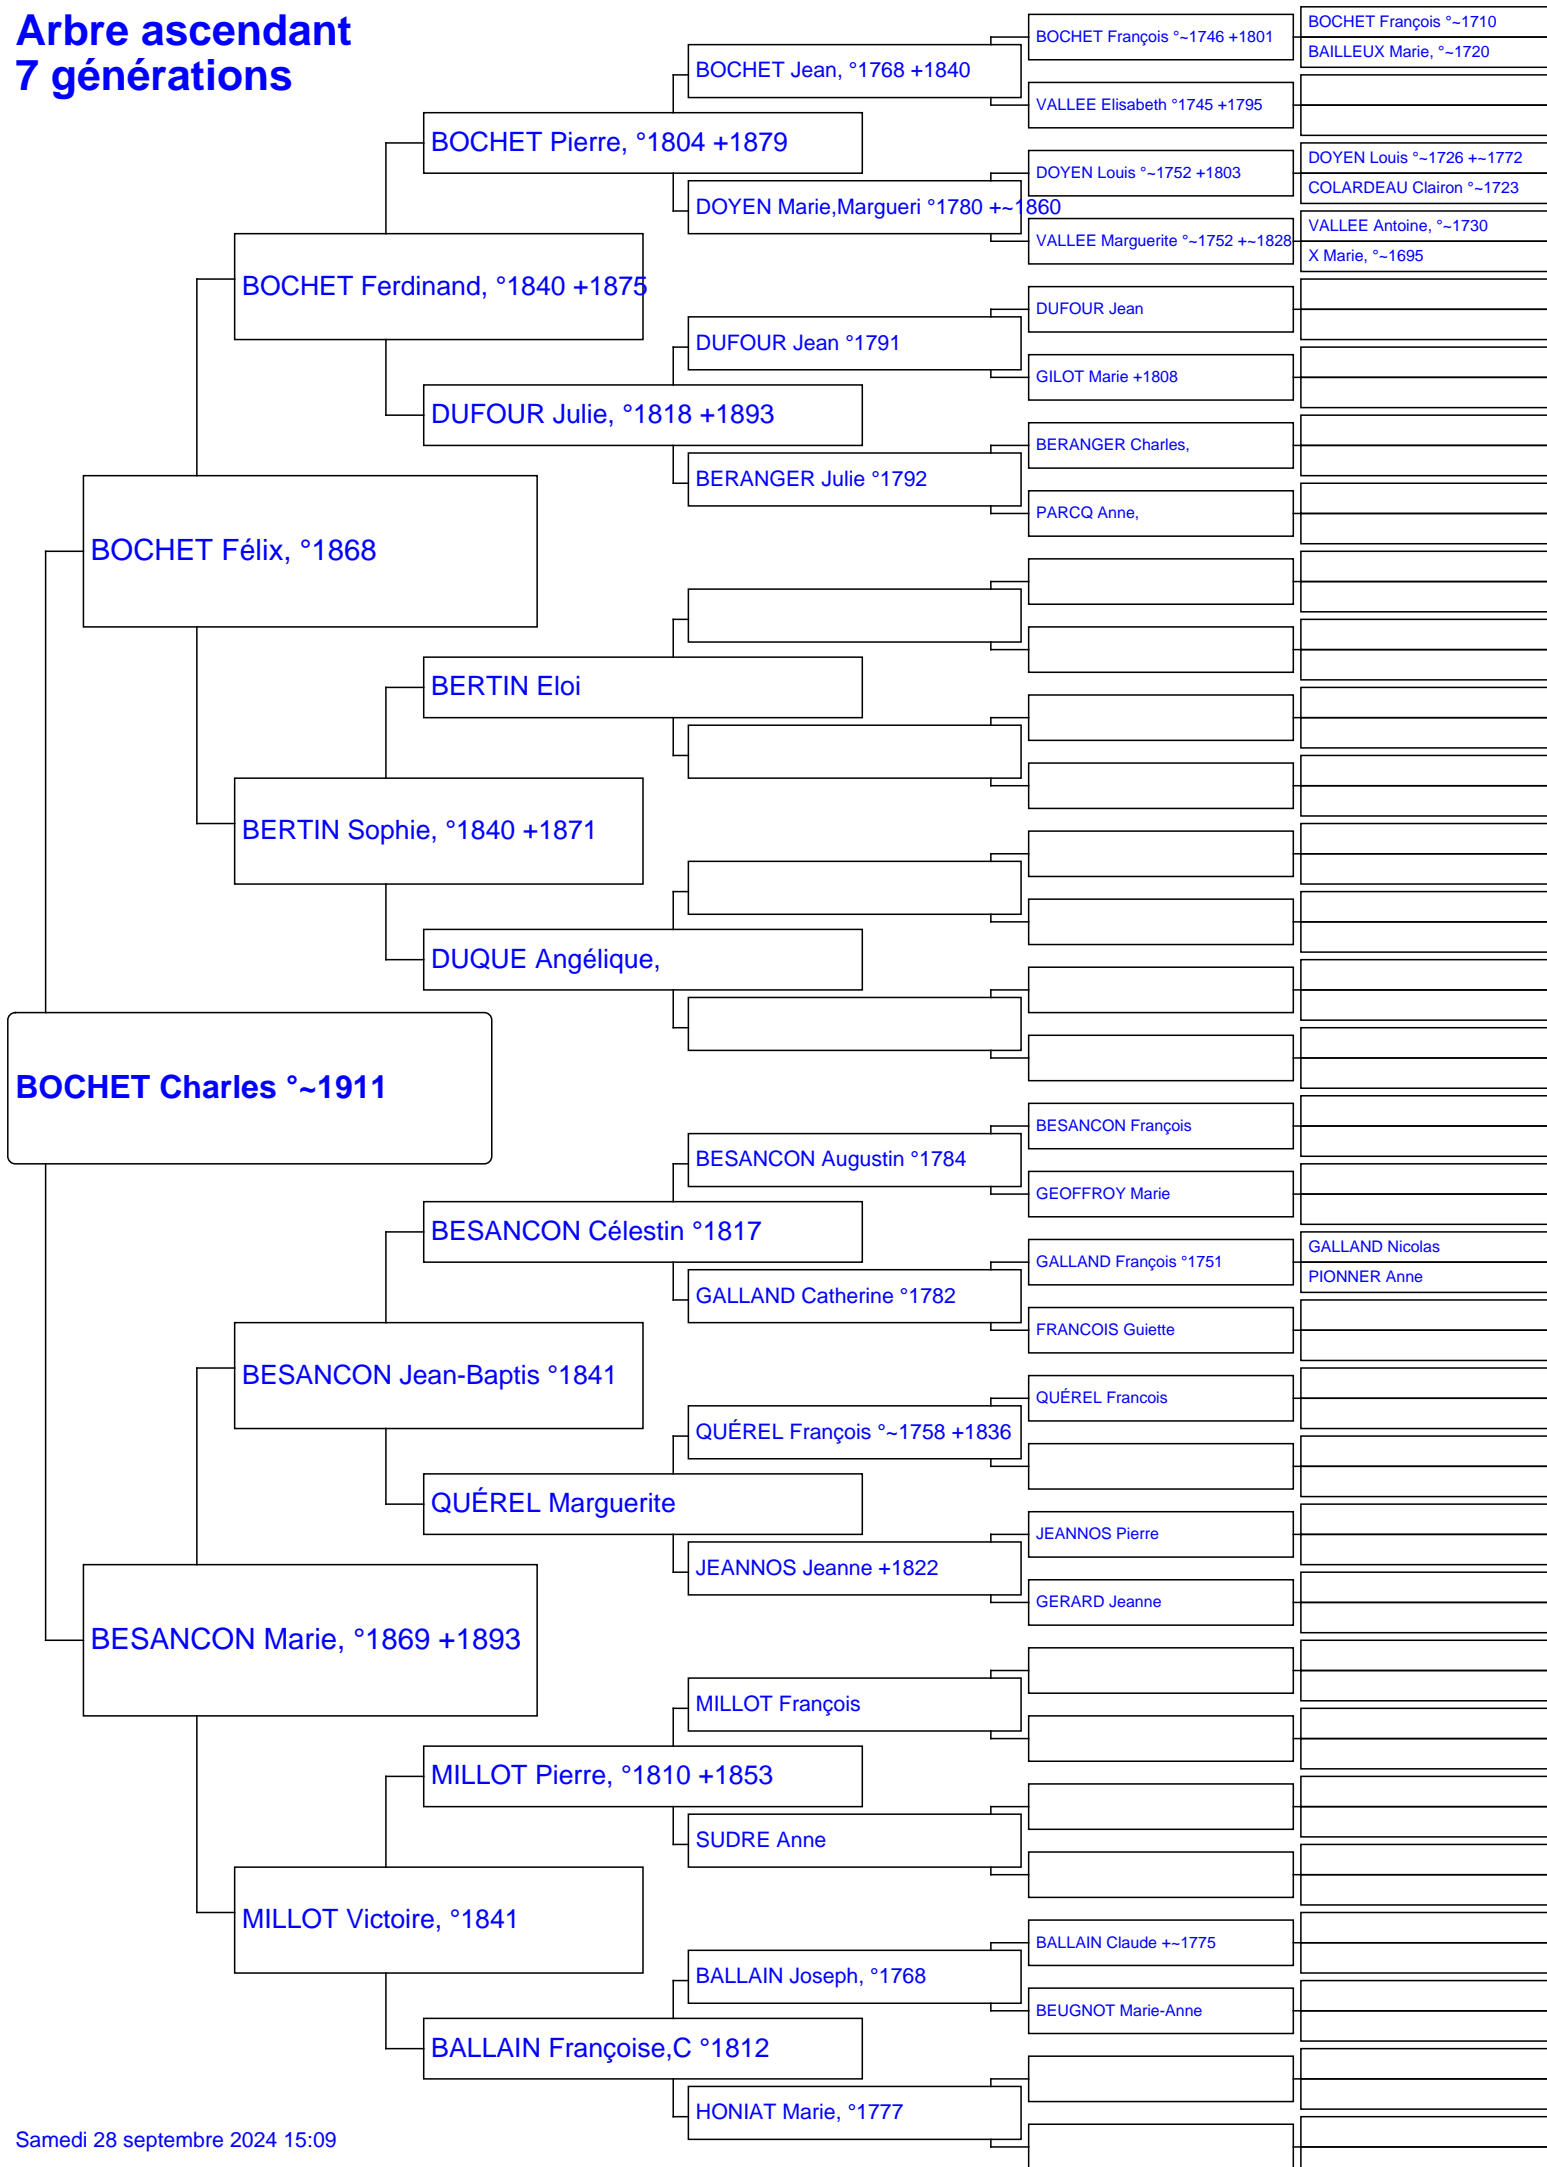 Arbre ascendant
7 générations
BOCHET Charles °~1911
BOCHET Félix, °1868
BESANCON Marie, °1869 +1893
BOCHET Ferdinand, °1840 +1875
BERTIN Sophie, °1840 +1871
BESANCON Jean-Baptis °1841
MILLOT Victoire, °1841
BOCHET Pierre, °1804 +1879
DUFOUR Julie, °1818 +1893
BERTIN Eloi
DUQUE Angélique,
BESANCON Célestin °1817
QUÉREL Marguerite
MILLOT Pierre, °1810 +1853
BALLAIN Françoise,C °1812
BOCHET Jean, °1768 +1840
DOYEN Marie,Margueri °1780 +~1860
DUFOUR Jean °1791
BERANGER Julie °1792
BESANCON Augustin °1784
GALLAND Catherine °1782
QUÉREL François °~1758 +1836
JEANNOS Jeanne +1822
MILLOT François
SUDRE Anne
BALLAIN Joseph, °1768
HONIAT Marie, °1777
BOCHET François °~1746 +1801
VALLEE Elisabeth °1745 +1795
DOYEN Louis °~1752 +1803
VALLEE Marguerite °~1752 +~1828
DUFOUR Jean
GILOT Marie +1808
BERANGER Charles,
PARCQ Anne,
BESANCON François
GEOFFROY Marie
GALLAND François °1751
FRANCOIS Guiette
QUÉREL Francois
JEANNOS Pierre
GERARD Jeanne
BALLAIN Claude +~1775
BEUGNOT Marie-Anne
BOCHET François °~1710
BAILLEUX Marie, °~1720
DOYEN Louis °~1726 +~1772
COLARDEAU Clairon °~1723
VALLEE Antoine, °~1730
X Marie, °~1695
GALLAND Nicolas
PIONNER Anne
Samedi 28 septembre 2024 15:09